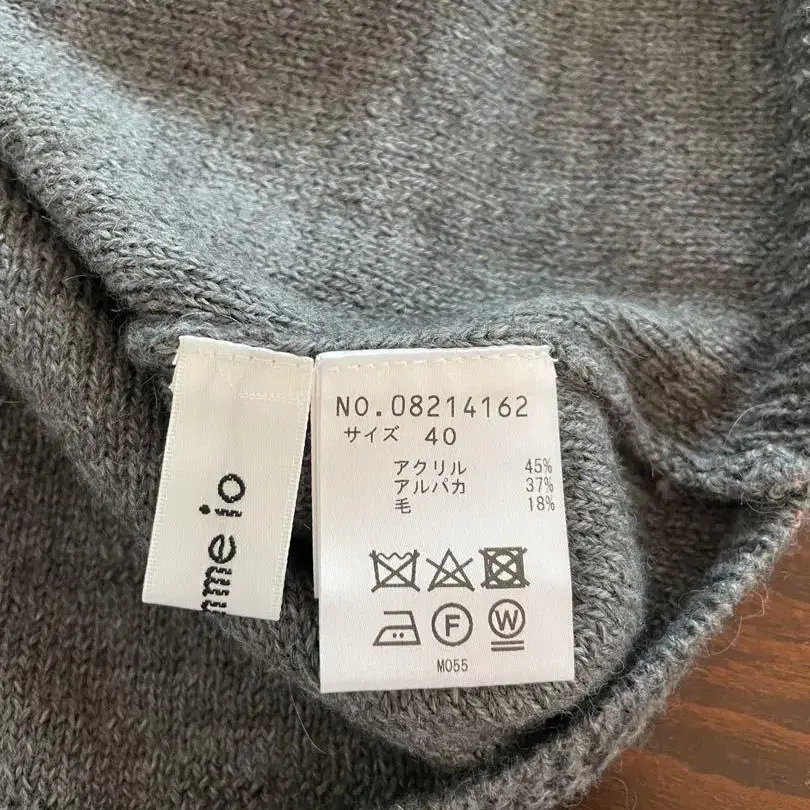 mme io
NO.08214162
サイズ 40
アクリル 45%
アルパカ 37%
毛 18%
F
W
M055